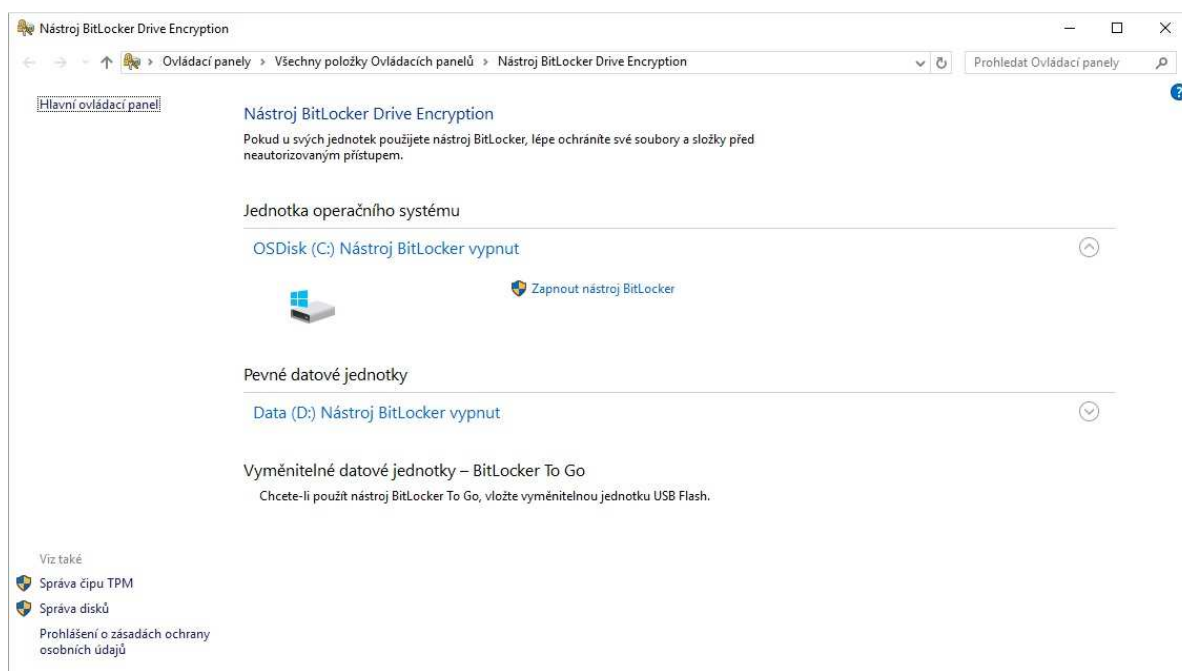 Nástroj BitLocker Drive Encryption
Ovládací panely > Všechny položky Ovládacích panelů > Nástroj BitLocker Drive Encryption
Prohledat Ovládací panely
Hlavní ovládací panel
?
Nástroj BitLocker Drive Encryption
Pokud u svých jednotek použijete nástroj BitLocker, lépe ochráníte své soubory a složky před
neautorizovaným přístupem.
Jednotka operačního systému
OSDisk (C:) Nástroj BitLocker vypnut
Zapnout nástroj BitLocker
Pevné datové jednotky
Data (D:) Nástroj BitLocker vypnut
Vyměnitelné datové jednotky – BitLocker To Go
Chcete-li použít nástroj BitLocker To Go, vložte vyměnitelnou jednotku USB Flash.
Viz také
Správa čipu TPM
Správa disků
Prohlášení o zásadách ochrany
osobních údajů